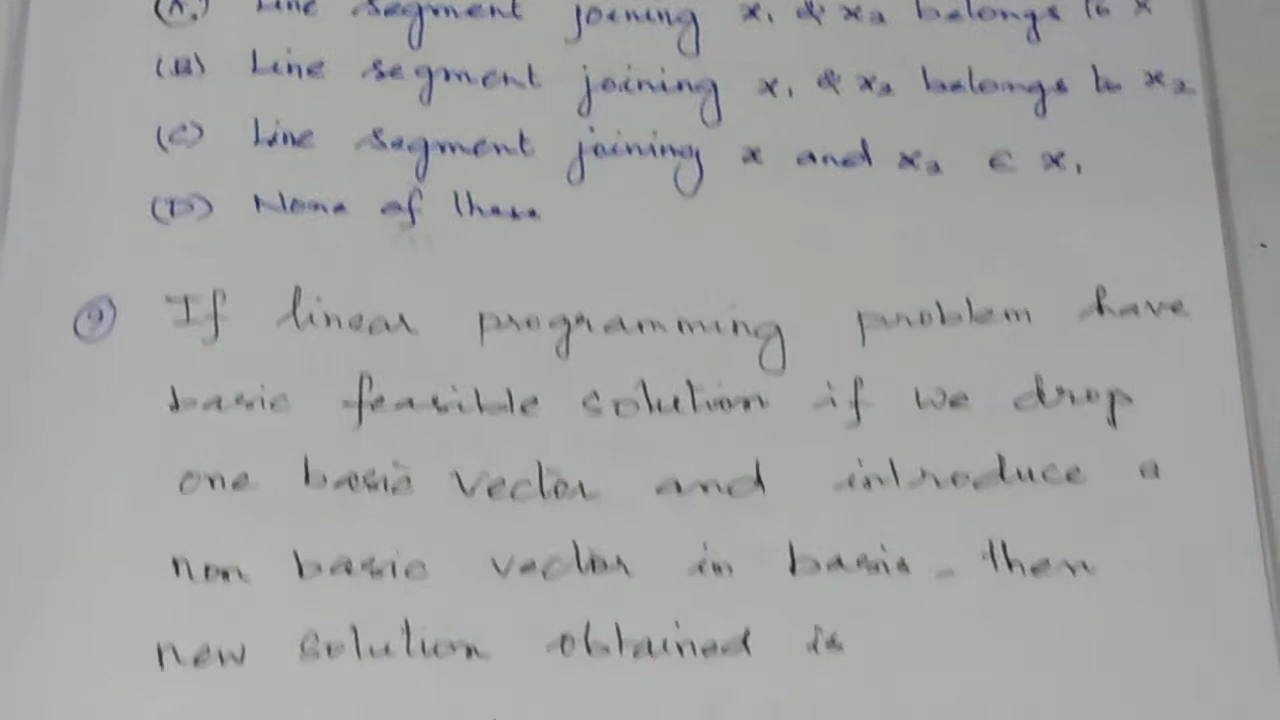 (A) Line segment joining x₁ & x₂ belongs to x
(B) Line segment joining x₁ & x₂ belongs to x₂
(C) Line segment joining x and x₂ ∈ x₁
(D) None of these
(9) If linear programming problem have
basic feasible solution if we drop
one basic vector and introduce a
non basic vector in basis - then
new solution obtained is